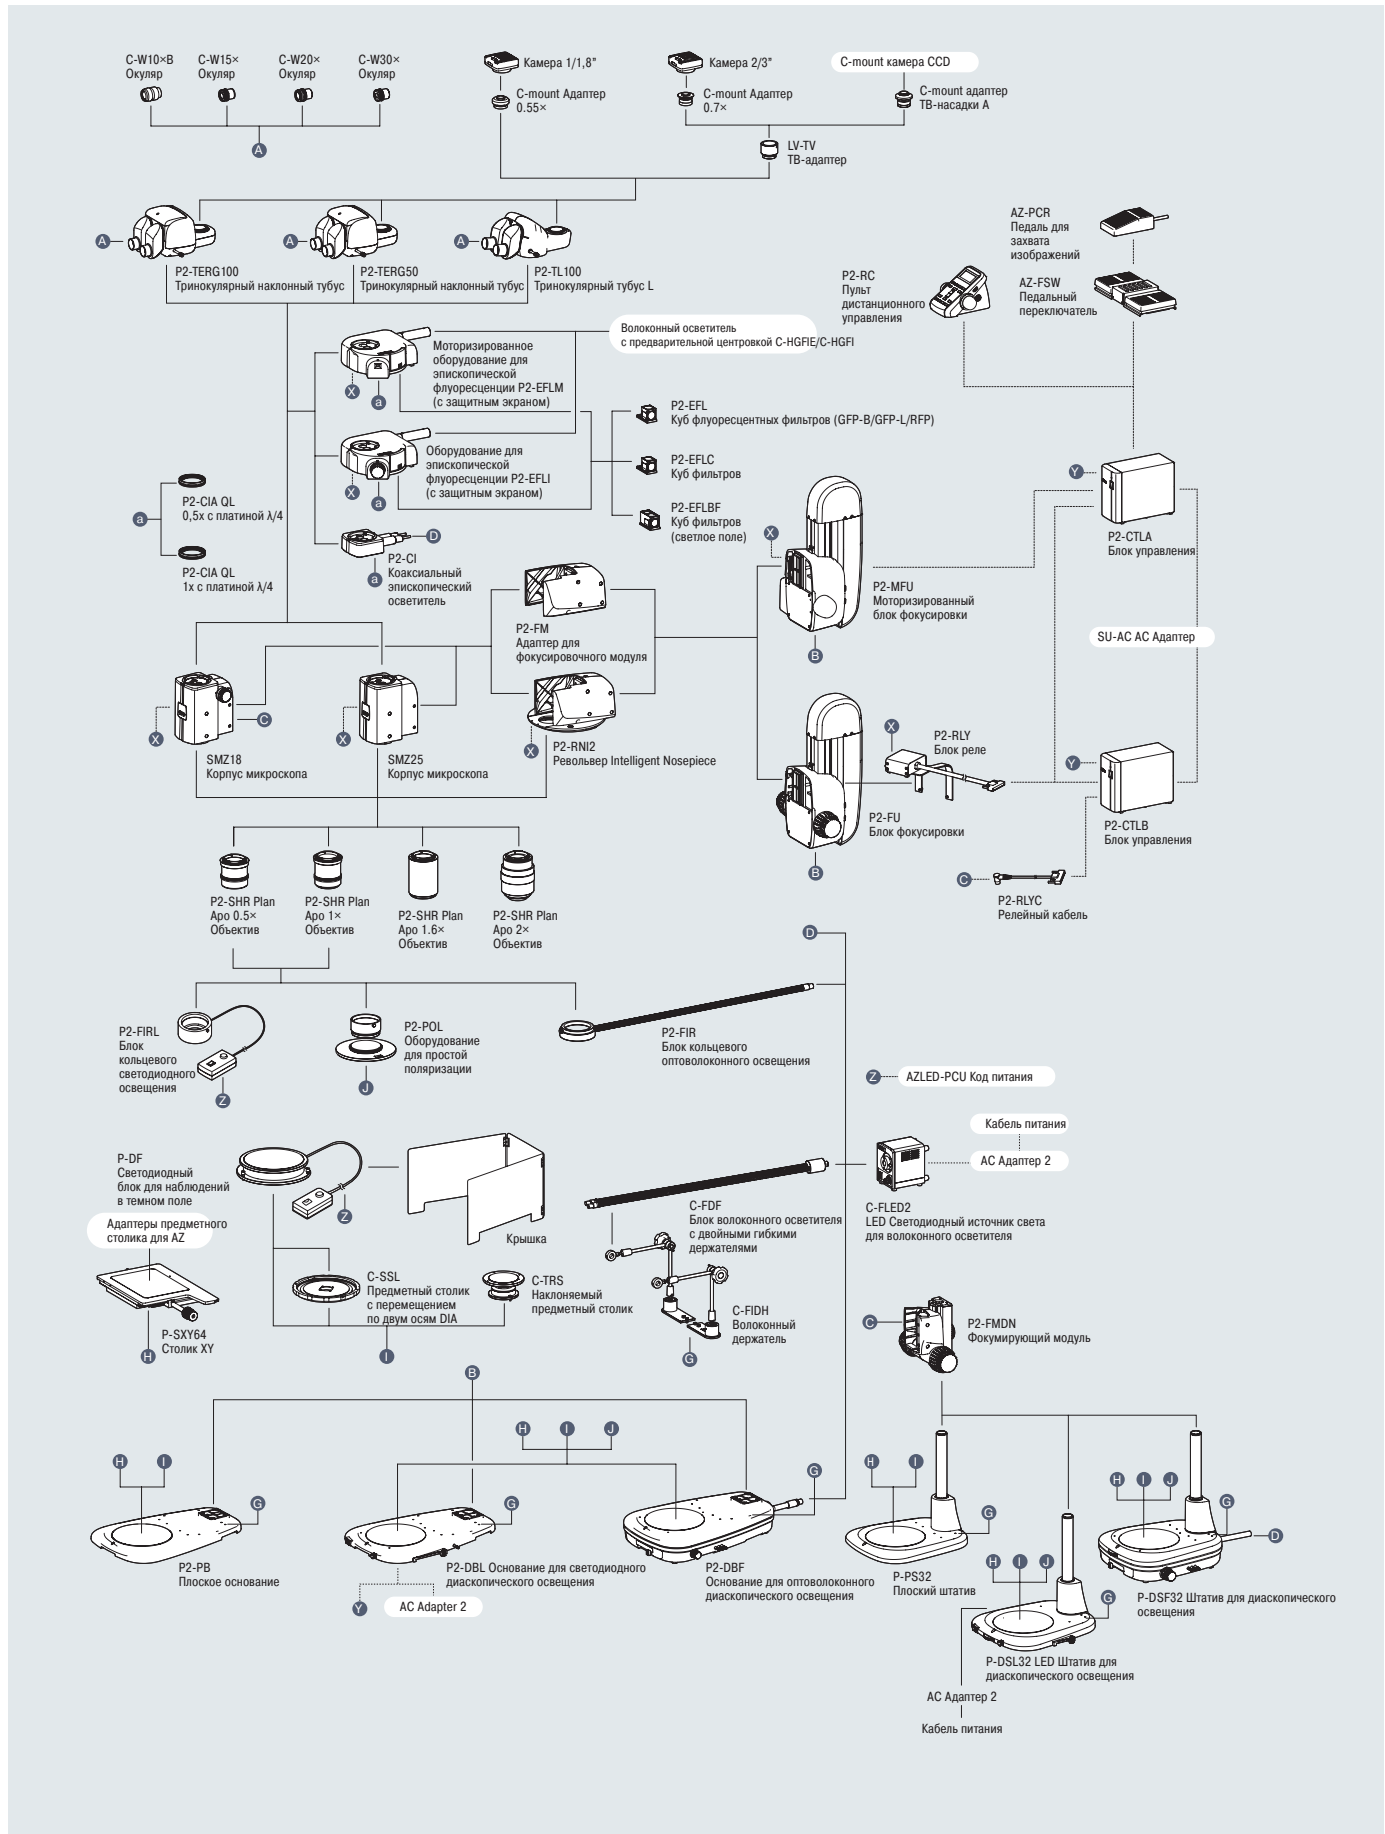 C-W10×B
Окуляр
C-W15×
Окуляр
C-W20×
Окуляр
C-W30×
Окуляр
A
Камера 1/1,8"
C-mount Адаптер
0.55×
Камера 2/3"
C-mount Адаптер
0.7×
C-mount камера CCD
C-mount адаптер
ТВ-насадки A
LV-TV
ТВ-адаптер
A
P2-TERG100
Тринокулярный наклонный тубус
A
P2-TERG50
Тринокулярный наклонный тубус
A
P2-TL100
Тринокулярный тубус L
AZ-PCR
Педаль для
захвата
изображений
P2-RC
Пульт
дистанционного
управления
AZ-FSW
Педальный
переключатель
Волоконный осветитель
с предварительной центровкой C-HGFIE/C-HGFI
Моторизированное
оборудование для
эпископической
флуоресценции P2-EFLM
(с защитным экраном)
X
a
Оборудование для
эпископической
флуоресценции P2-EFLI
(с защитным экраном)
X
a
P2-EFL
Куб флуоресцентных фильтров (GFP-B/GFP-L/RFP)
P2-EFLC
Куб фильтров
P2-EFLBF
Куб фильтров
(светлое поле)
a
P2-CIA QL
0,5x с платиной λ/4
P2-CIA QL
1x с платиной λ/4
D
a
P2-CI
Коаксиальный
эпископический
осветитель
P2-FM
Адаптер для
фокусировочного модуля
X
B
P2-MFU
Моторизированный
блок фокусировки
Y
P2-CTLA
Блок управления
SU-AC AC Адаптер
X
C
SMZ18
Корпус микроскопа
X
SMZ25
Корпус микроскопа
X
P2-RNI2
Револьвер Intelligent Nosepiece
X
P2-RLY
Блок реле
P2-FU
Блок фокусировки
B
Y
P2-CTLB
Блок управления
C
P2-RLYC
Релейный кабель
P2-SHR Plan
Apo 0.5×
Объектив
P2-SHR Plan
Apo 1×
Объектив
P2-SHR Plan
Apo 1.6×
Объектив
P2-SHR Plan
Apo 2×
Объектив
D
P2-FIRL
Блок
кольцевого
светодиодного
освещения
Z
P2-POL
Оборудование
для простой
поляризации
J
P2-FIR
Блок кольцевого
оптоволоконного освещения
Z
AZLED-PCU Код питания
Кабель питания
AC Адаптер 2
P-DF
Светодиодный
блок для наблюдений
в темном поле
Z
Крышка
C-FDF
Блок волоконного осветителя
с двойными гибкими
держателями
C-FLED2
LED Светодиодный источник света
для волоконного осветителя
Адаптеры предметного
столика для AZ
P-SXY64
Столик XY
H
C-SSL
Предметный столик
с перемещением
по двум осям DIA
C-TRS
Наклоняемый
предметный столик
I
C-FIDH
Волоконный
держатель
G
C
P2-FMDN
Фокумирующий модуль
B
H
I
J
H
I
G
P2-PB
Плоское основание
G
P2-DBL Основание для светодиодного
диаскопического освещения
Y
AC Adapter 2
G
P2-DBF
Основание для оптоволоконного
диаскопического освещения
H
I
G
P-PS32
Плоский штатив
H
I
J
G
P-DSL32 LED Штатив для
диаскопического освещения
AC Адаптер 2
Кабель питания
H
I
J
G
D
P-DSF32 Штатив для диаскопического
освещения